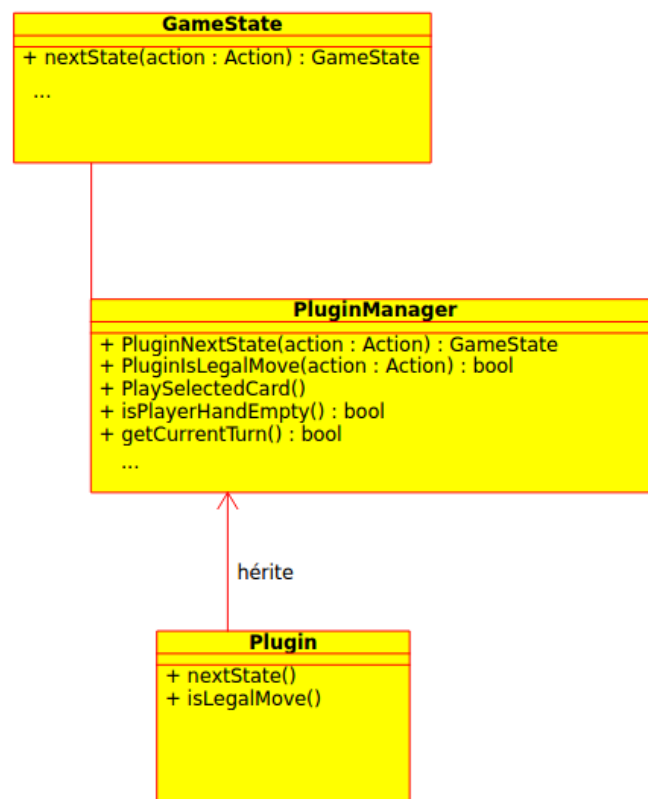 GameState
+ nextState(action : Action) : GameState
...
PluginManager
+ PluginNextState(action : Action) : GameState
+ PluginIsLegalMove(action : Action) : bool
+ PlaySelectedCard()
+ isPlayerHandEmpty() : bool
+ getCurrentTurn() : bool
...
hérite
Plugin
+ nextState()
+ isLegalMove()